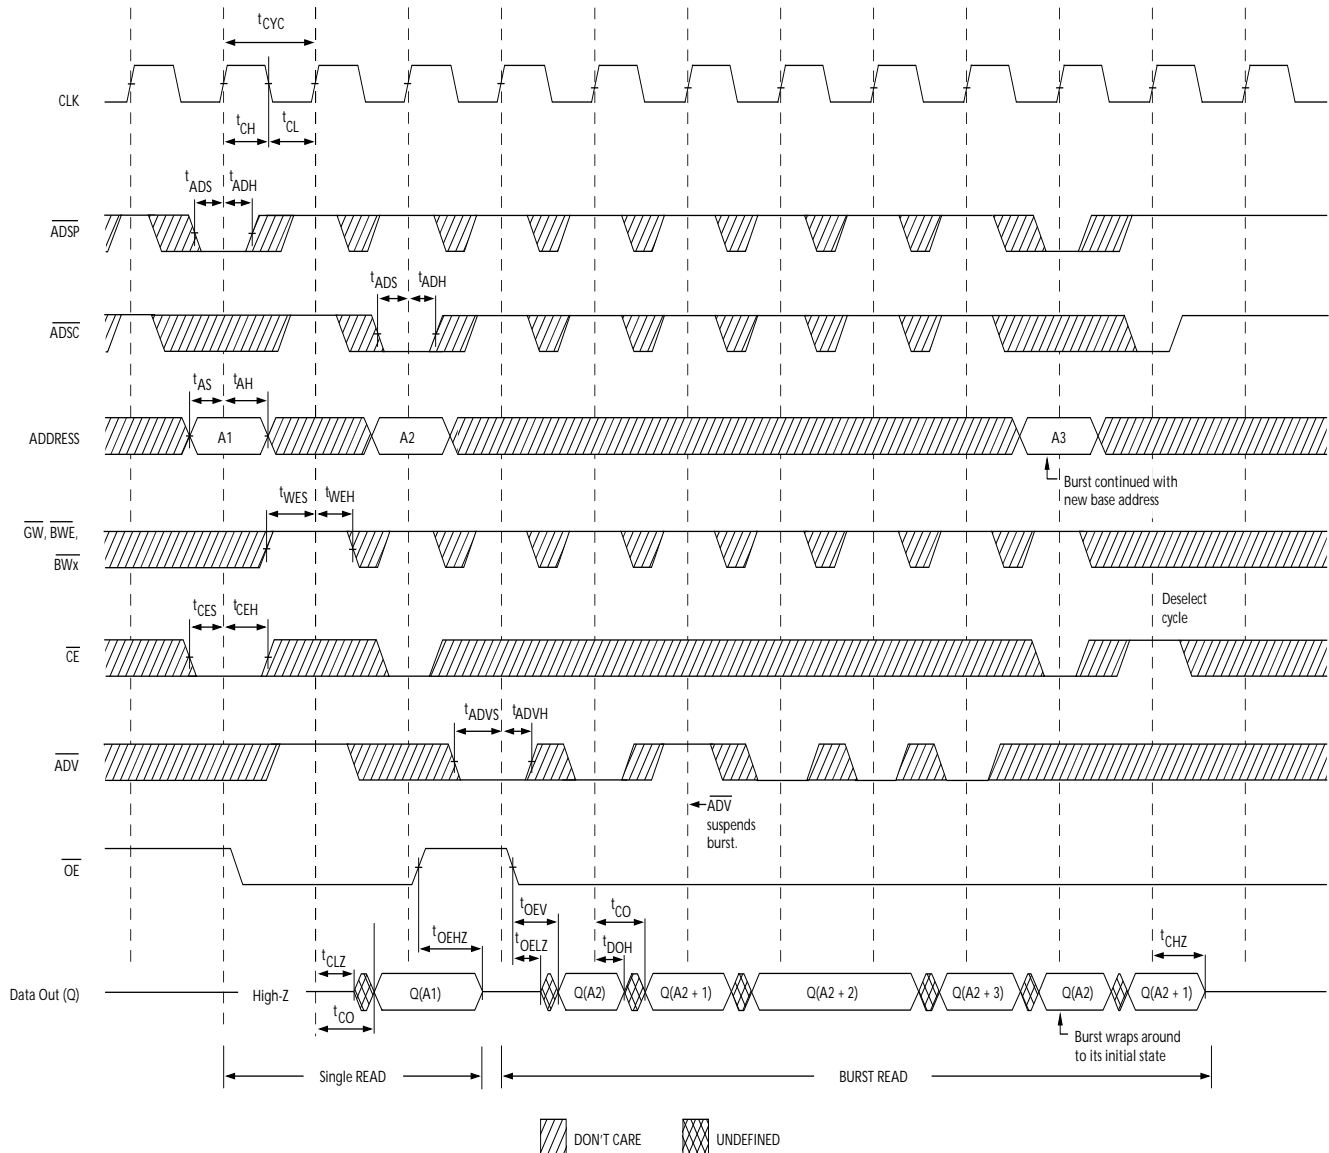 tCYC
CLK
tCH
tCL
tADS
tADH
ADSP
tADS
tADH
ADSC
tAS
tAH
ADDRESS
A1
A2
A3
Burst continued with
new base address
tWES
tWEH
GW, BWE,
BWx
tCES
tCEH
Deselect
cycle
CE
tADVS
tADVH
ADV
ADV
suspends
burst.
OE
tOEV
tCO
tOEHZ
tOELZ
tDOH
tCHZ
tCLZ
Data Out (Q)
High-Z
Q(A1)
Q(A2)
Q(A2 + 1)
Q(A2 + 2)
Q(A2 + 3)
Q(A2)
Q(A2 + 1)
tCO
Burst wraps around
to its initial state
Single READ
BURST READ
DON'T CARE
UNDEFINED